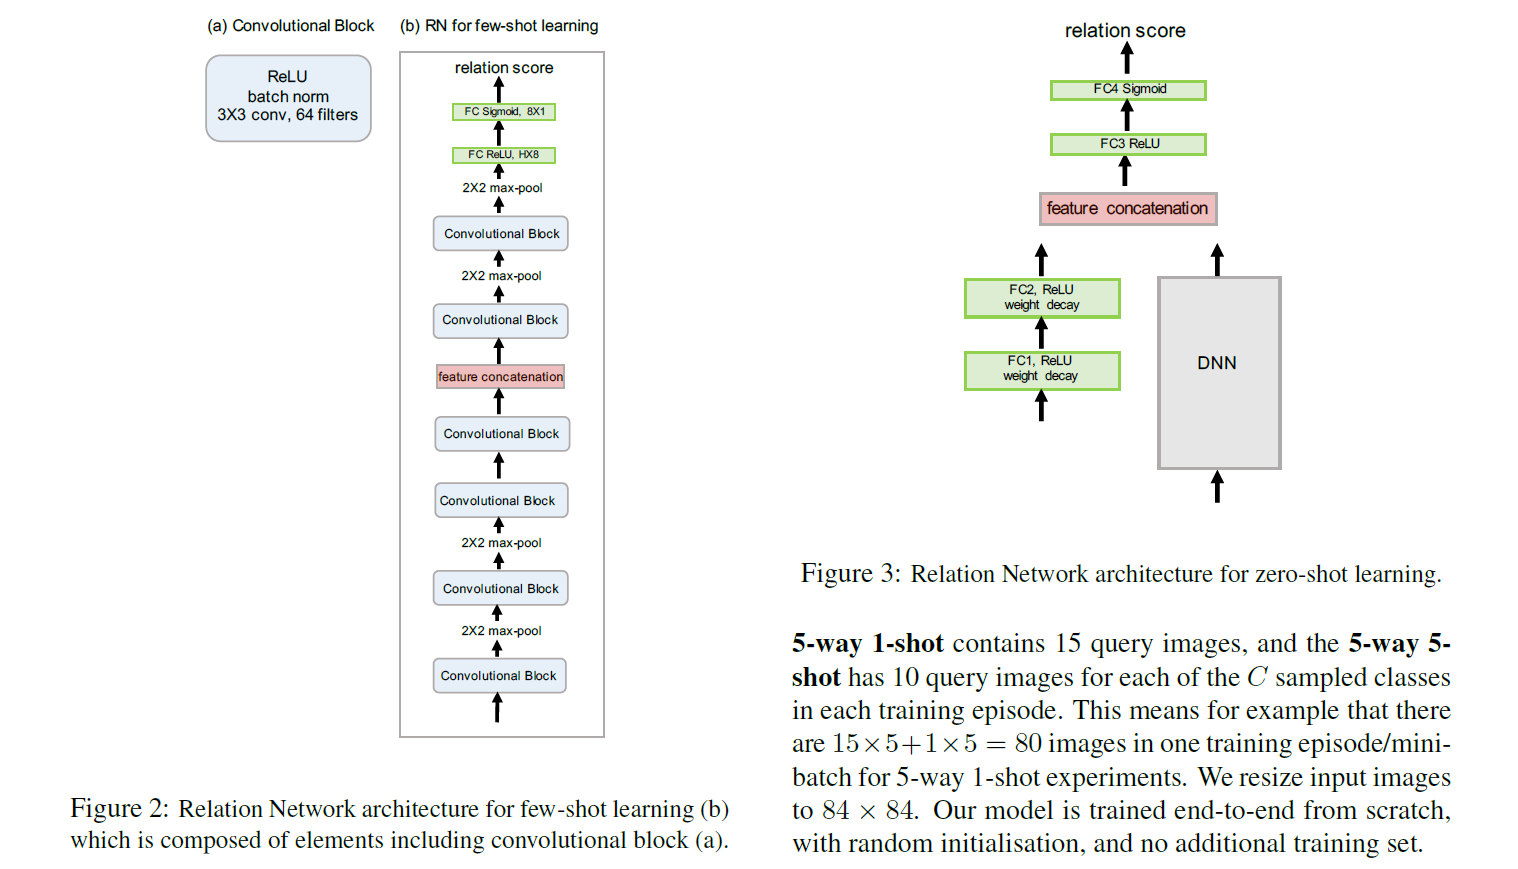 (a) Convolutional Block
ReLU
batch norm
3X3 conv, 64 filters
(b) RN for few-shot learning
relation score
FC Sigmoid, 8X1
FC ReLU, HX8
2X2 max-pool
Convolutional Block
2X2 max-pool
Convolutional Block
feature concatenation
Convolutional Block
Convolutional Block
2X2 max-pool
Convolutional Block
2X2 max-pool
Convolutional Block
Figure 2: Relation Network architecture for few-shot learning (b)
which is composed of elements including convolutional block (a).
relation score
FC4 Sigmoid
FC3 ReLU
feature concatenation
FC2, ReLU
weight decay
FC1, ReLU
weight decay
DNN
Figure 3: Relation Network architecture for zero-shot learning.
5-way 1-shot contains 15 query images, and the 5-way 5-
shot has 10 query images for each of the C sampled classes
in each training episode. This means for example that there
are 15×5+1×5 = 80 images in one training episode/mini-
batch for 5-way 1-shot experiments. We resize input images
to 84 × 84. Our model is trained end-to-end from scratch,
with random initialisation, and no additional training set.